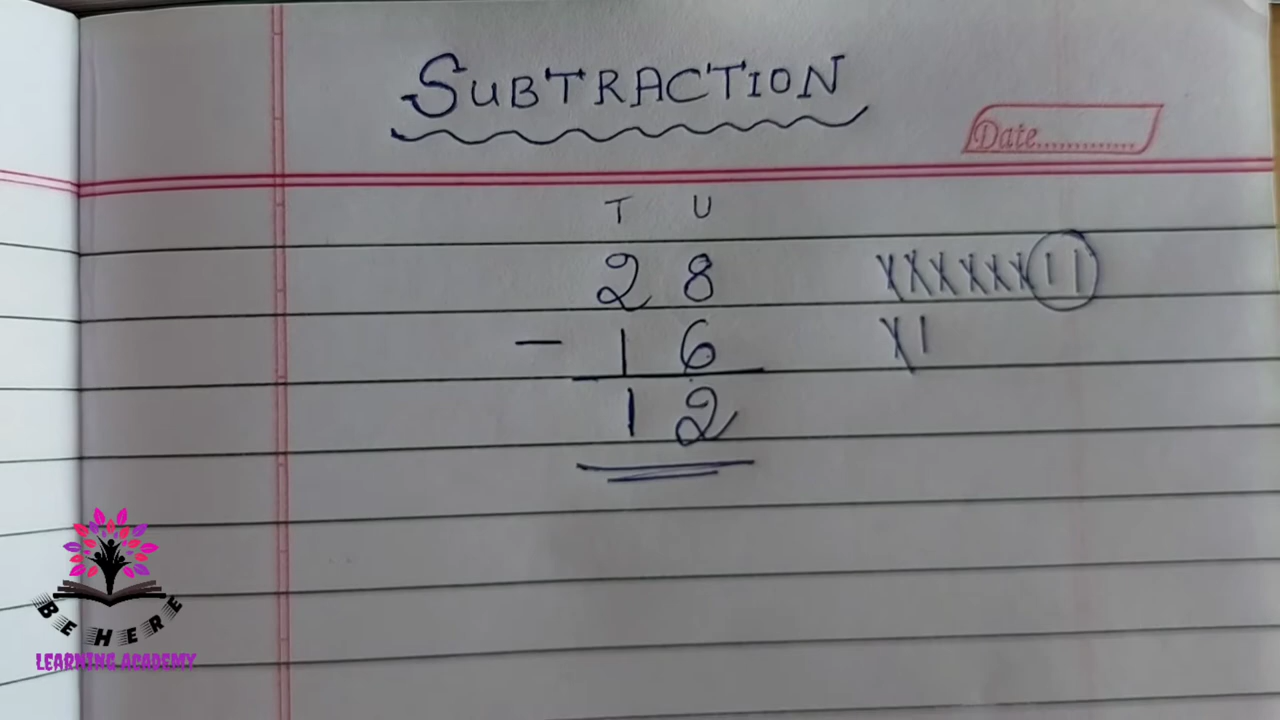 SUBTRACTION
Date.............
T U
2 8
- 1 6
1 2
BE HERE
LEARNING ACADEMY